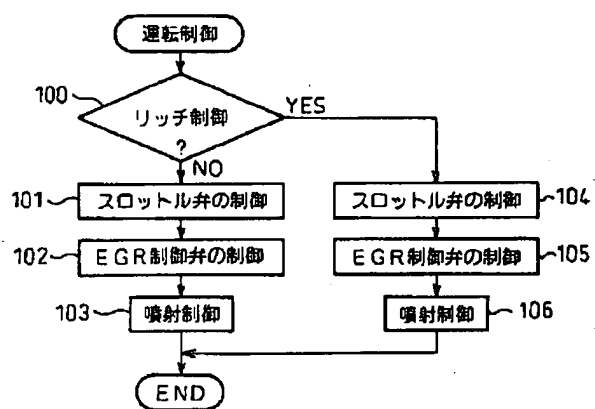 運転制御
100
リッチ制御
?
YES
NO
101
スロットル弁の制御
102
EGR制御弁の制御
103
噴射制御
スロットル弁の制御
104
EGR制御弁の制御
105
噴射制御
106
END